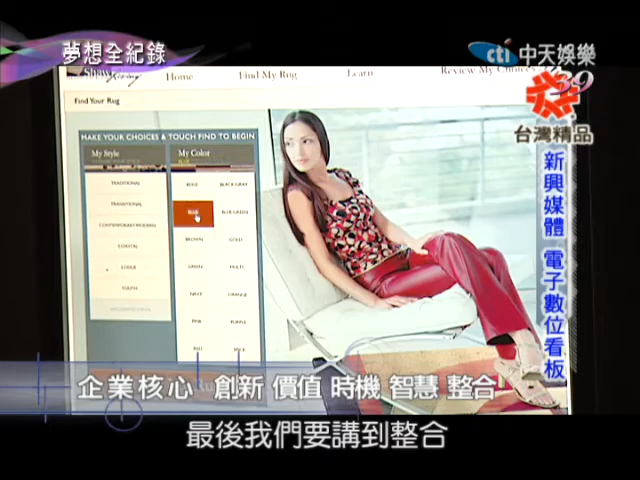 夢想全紀錄
cti 中天娛樂
39
台灣精品
Shaw Living
Home
Find My Rug
Learn
Review My Choices
Find Your Rug
MAKE YOUR CHOICES & TOUCH FIND TO BEGIN
My Style
My Color
TRADITIONAL
TRANSITIONAL
CONTEMPORARY/MODERN
COASTAL
LODGE
YOUTH
BEIGE
BLACK/GRAY
BLUE
BLUE/GREEN
BROWN
GOLD
GREEN
MULTI
NAVY
ORANGE
PINK
PURPLE
RED
新興媒體 電子數位看板
企業核心 創新 價值 時機 智慧 整合
最後我們要講到整合